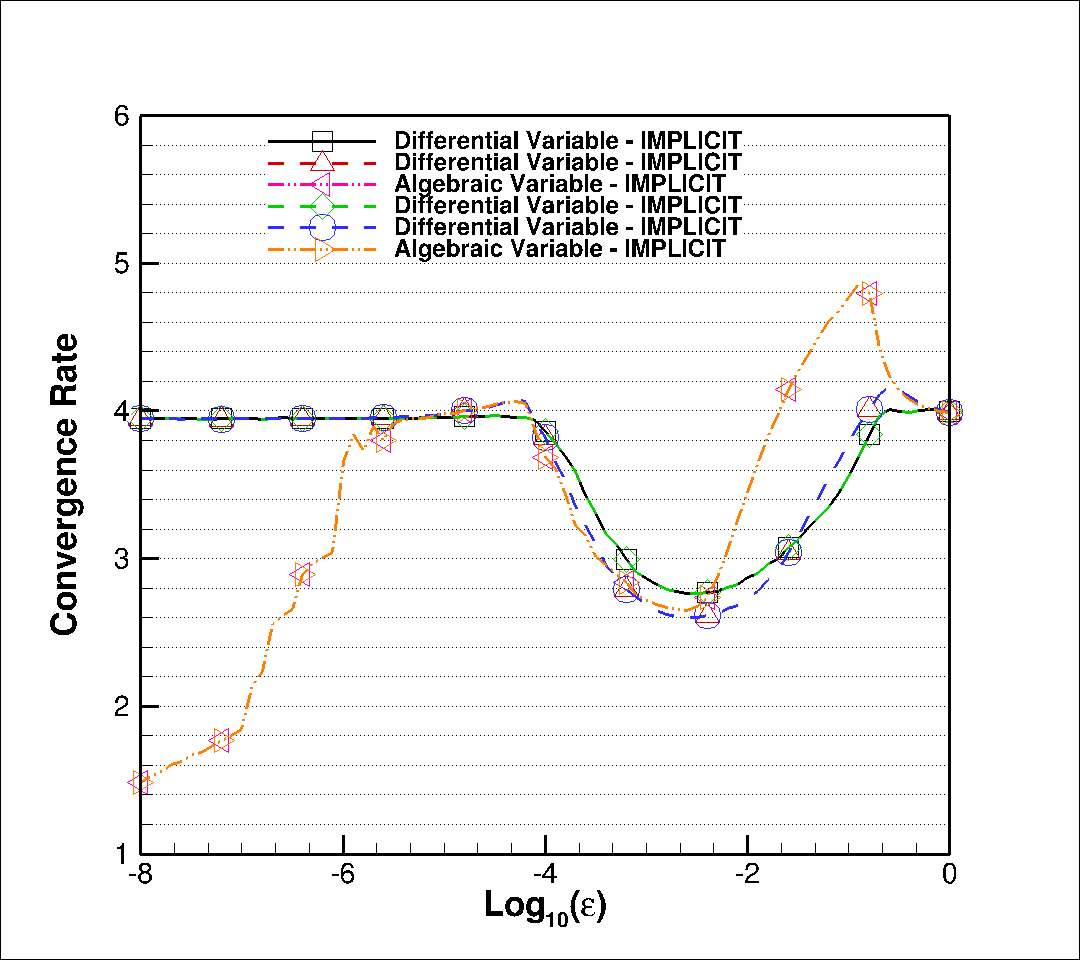 6
Differential Variable - IMPLICIT
Differential Variable - IMPLICIT
Algebraic Variable - IMPLICIT
Differential Variable - IMPLICIT
Differential Variable - IMPLICIT
Algebraic Variable - IMPLICIT
5
4
3
2
1
Convergence Rate
-8 -6 -4 -2 0
Log10(ε)